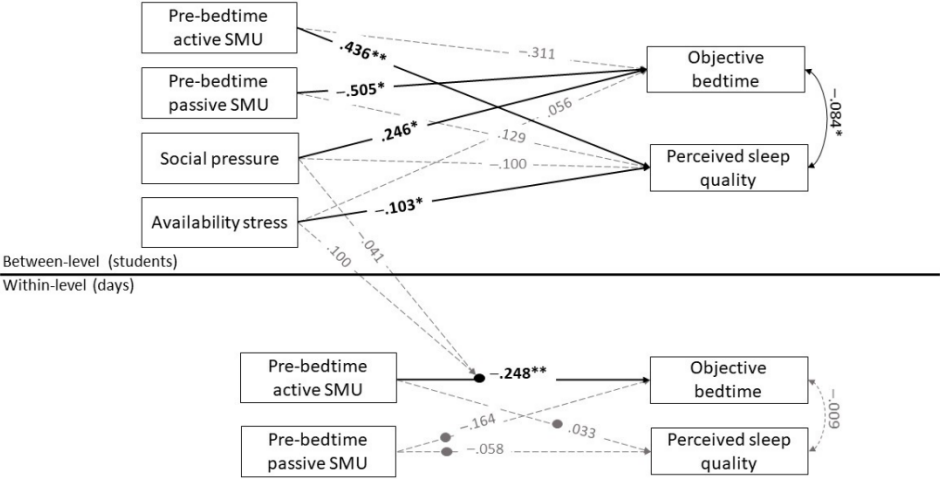 Pre-bedtime
active SMU
Pre-bedtime
passive SMU
Social pressure
Availability stress
−.311
.436**
−.505*
.056
.246*
.129
−.100
−.103*
.100
.041
Objective
bedtime
Perceived sleep
quality
−.084*
Between-level (students)
Within-level (days)
Pre-bedtime
active SMU
Pre-bedtime
passive SMU
−.248**
−.164
.033
−.058
Objective
bedtime
Perceived sleep
quality
−.009